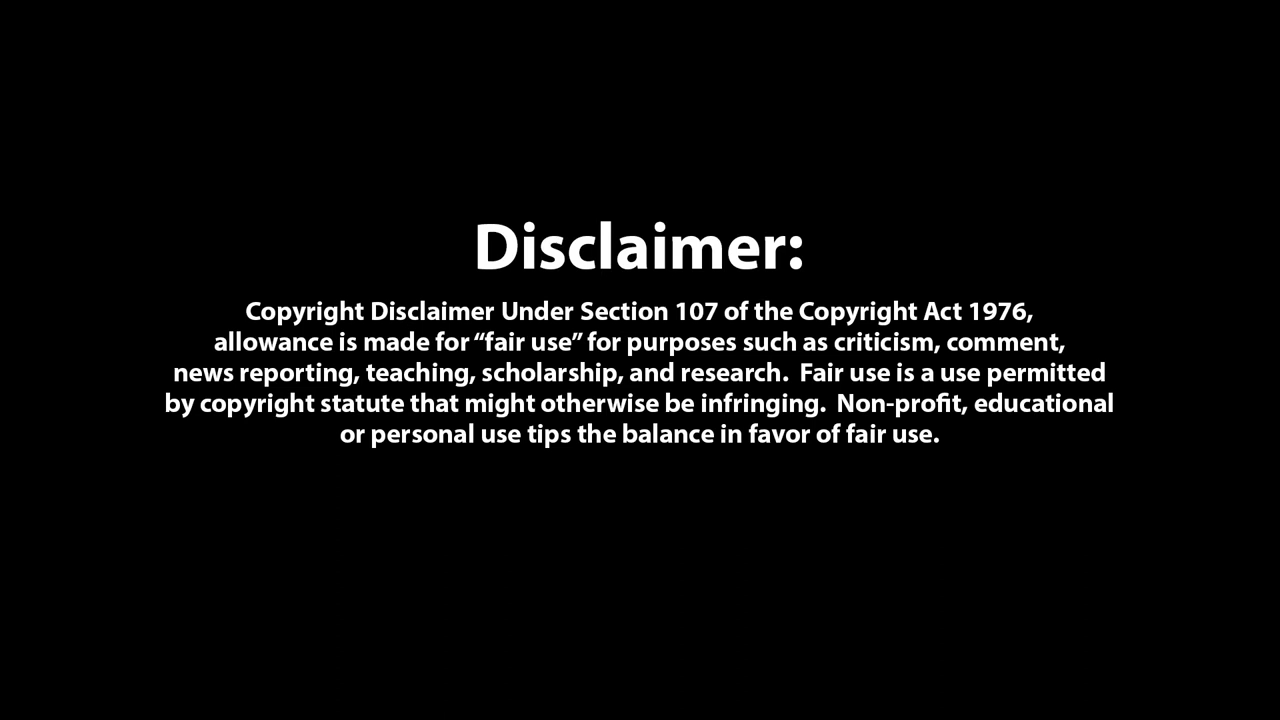 Disclaimer:
Copyright Disclaimer Under Section 107 of the Copyright Act 1976,
allowance is made for “fair use” for purposes such as criticism, comment,
news reporting, teaching, scholarship, and research.  Fair use is a use permitted
by copyright statute that might otherwise be infringing.  Non-profit, educational
or personal use tips the balance in favor of fair use.